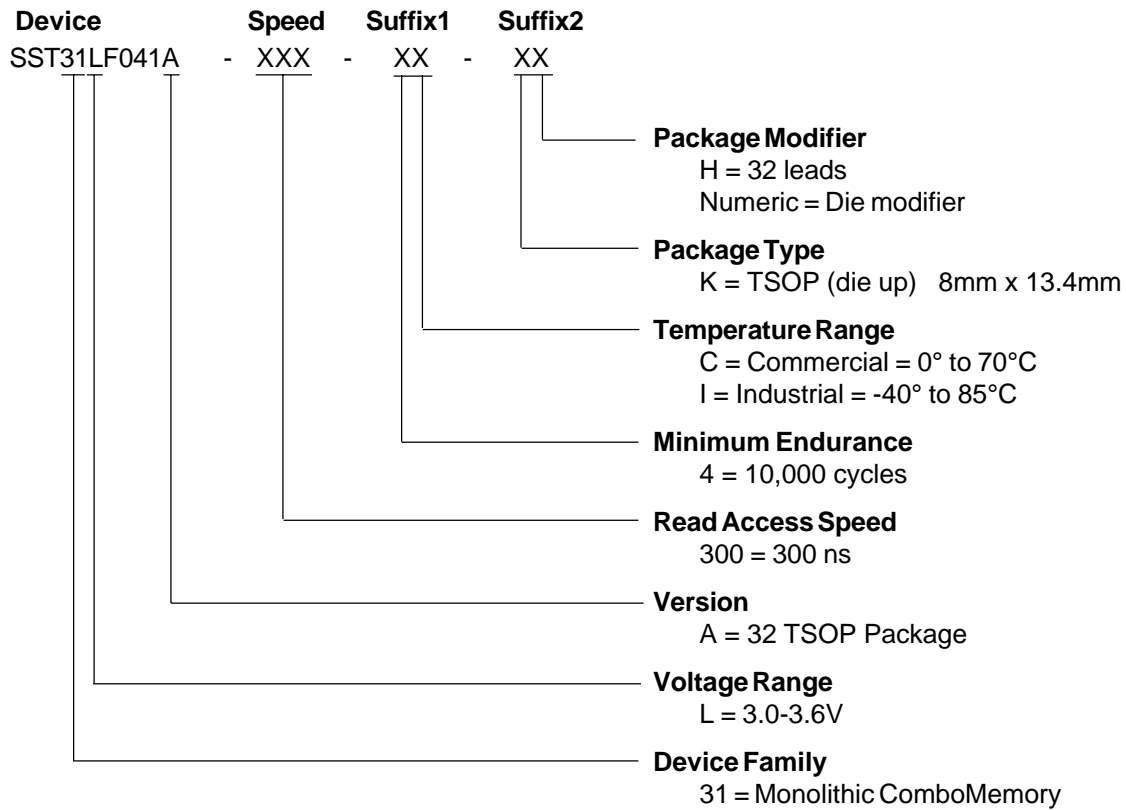 Device Speed Suffix1 Suffix2
SST31LF041A - XXX - XX - XX
Package Modifier
H = 32 leads
Numeric = Die modifier
Package Type
K = TSOP (die up) 8mm x 13.4mm
Temperature Range
C = Commercial = 0° to 70°C
I = Industrial = -40° to 85°C
Minimum Endurance
4 = 10,000 cycles
Read Access Speed
300 = 300 ns
Version
A = 32 TSOP Package
Voltage Range
L = 3.0-3.6V
Device Family
31 = Monolithic ComboMemory